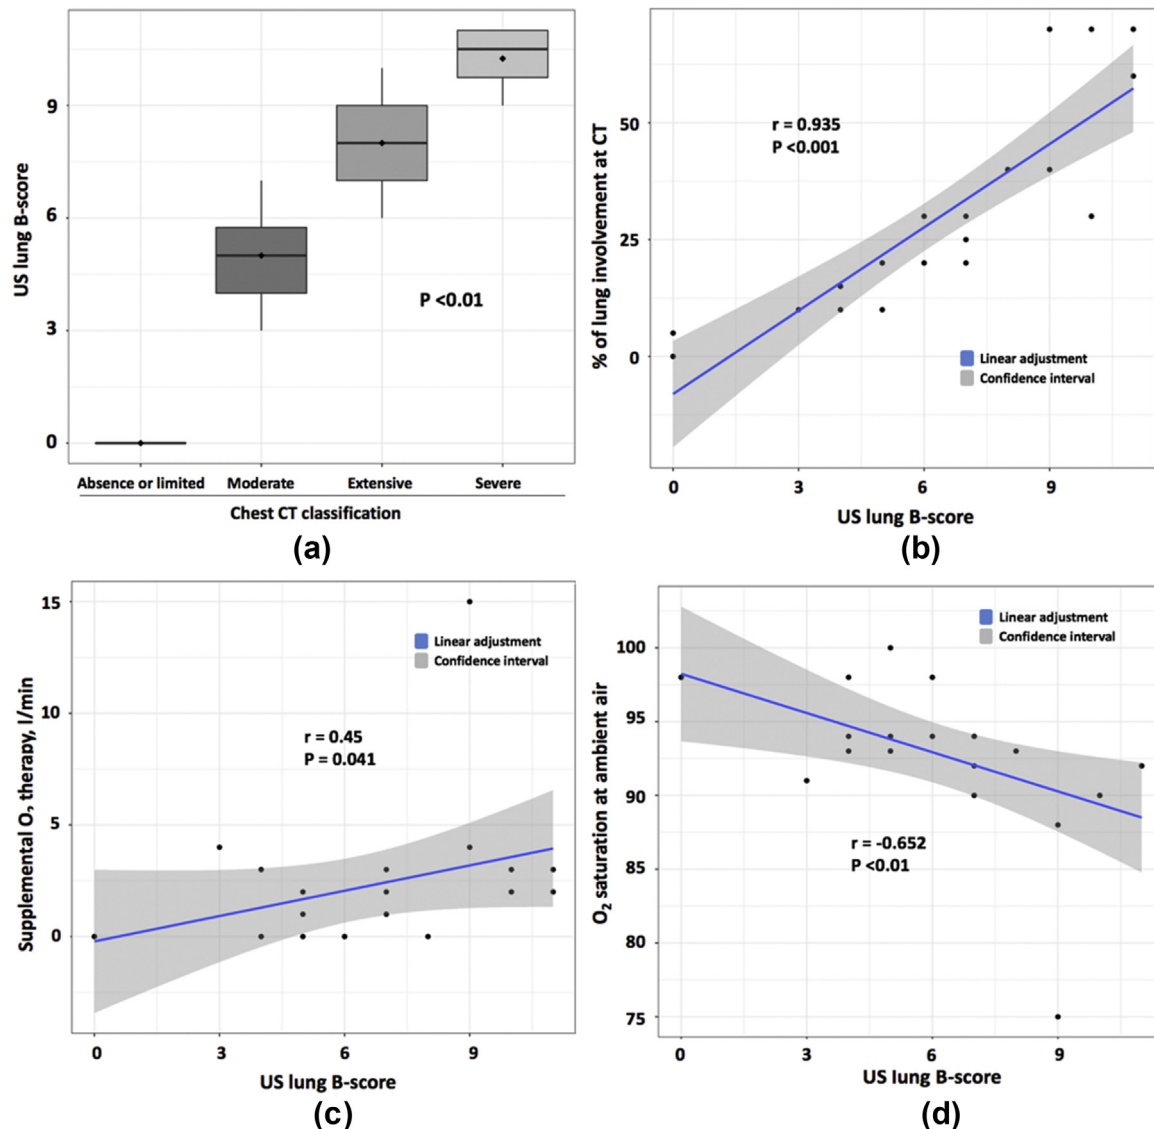 US lung B-score
9
6
3
0
P <0.01
Absence or limited Moderate Extensive Severe
Chest CT classification
(a)
% of lung involvement at CT
50
25
0
r = 0.935
P <0.001
Linear adjustment
Confidence interval
0 3 6 9
US lung B-score
(b)
Supplemental O₂ therapy, l/min
15
10
5
0
Linear adjustment
Confidence interval
r = 0.45
P = 0.041
0 3 6 9
US lung B-score
(c)
O₂ saturation at ambient air
100
95
90
85
80
75
Linear adjustment
Confidence interval
r = -0.652
P <0.01
0 3 6 9
US lung B-score
(d)